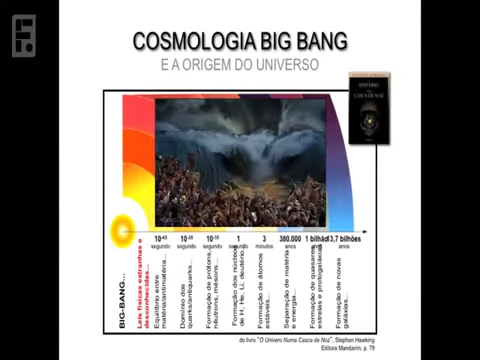 F.
COSMOLOGIA BIG BANG
E A ORIGEM DO UNIVERSO
UNIVERSO
CASCA DE NOZ
10-43 segundo
10-35 segundo
10-10 segundo
1 segundo
3 minutos
380.000 anos
1 bilhão anos
13,7 bilhões anos
BIG-BANG...
Leis físicas estranhas e
desconhecidas...
Equilíbrio entre
matéria/antimatéria...
Domínio dos
quarks/antiquarks...
Formação de prótons,
nêutrons, mésons...
Formação dos núcleos
de H, He, Li, deutério
Formação de átomos
estáveis...
Separação de matéria
e energia...
Formação de quasares,
estrelas e protogaláxias
Formação de novas
galáxias...
do livro "O Univero Numa Casca de Noz", Stephen Hawking
Editora Mandarim, p. 78